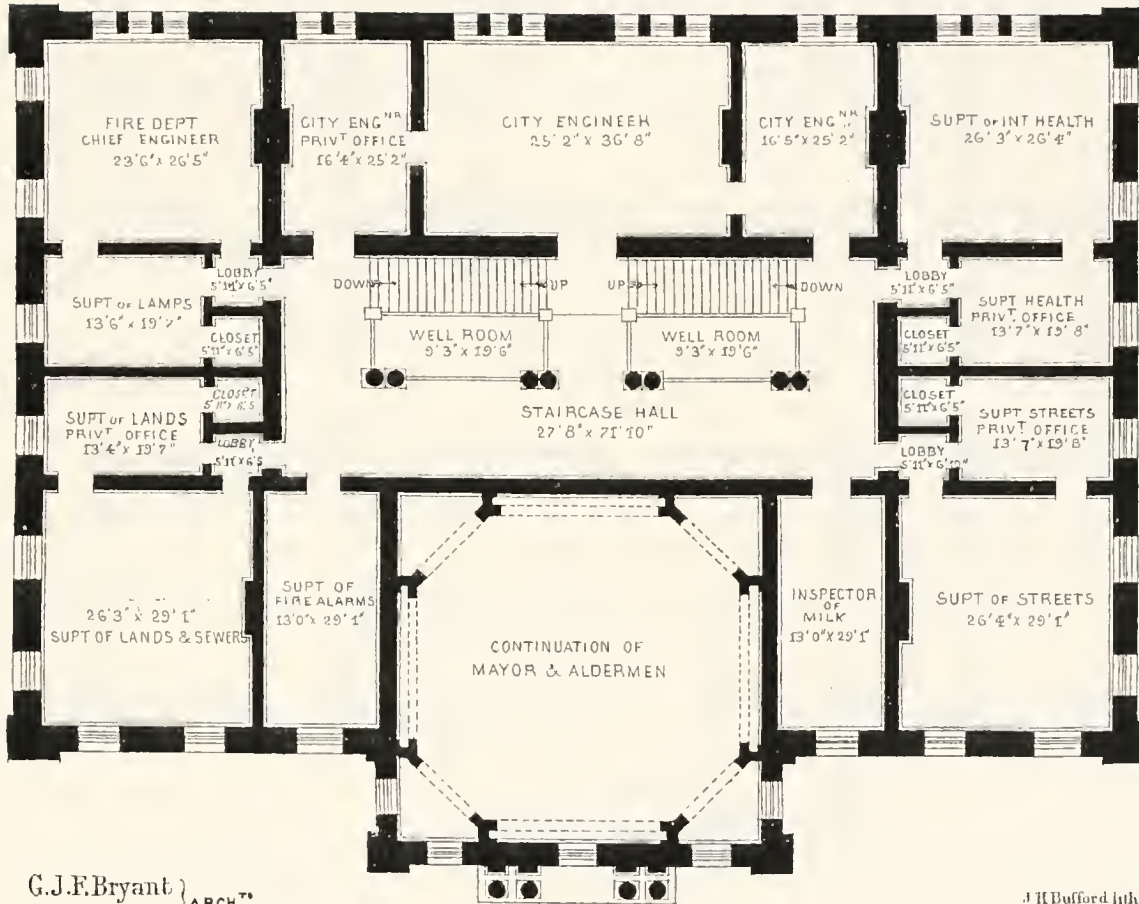 FIRE DEPT
CHIEF ENGINEER
23'6" x 26'5"
CITY ENG^NR
PRIV^T OFFICE
16'4" x 25'2"
CITY ENGINEER
25'2" x 36'8"
CITY ENG^NR
16'5" x 25'2"
SUPT OF INT HEALTH
26'3" x 26'4"
SUPT OF LAMPS
13'6" x 19'7"
LOBBY
5'11" x 6'5"
CLOSET
5'11" x 6'5"
DOWN
UP
UP
DOWN
WELL ROOM
9'3" x 19'6"
WELL ROOM
9'3" x 19'6"
LOBBY
5'11" x 6'5"
CLOSET
5'11" x 6'5"
SUPT HEALTH
PRIV^T. OFFICE
13'7" x 19'8"
SUPT OF LANDS
PRIV^T OFFICE
13'4" x 19'7"
CLOSET
LOBBY
5'11" x 6'5
STAIRCASE HALL
27'8" x 71'10"
CLOSET
5'11" x 6'5"
LOBBY
SUPT STREETS
PRIV^T OFFICE
13'7" x 19'8"
26'3" x 29'1"
SUPT OF LANDS & SEWERS
SUPT OF
FIRE ALARMS
13'0" x 29'1"
CONTINUATION OF
MAYOR & ALDERMEN
INSPECTOR
OF
MILK
13'0" x 29'1"
SUPT OF STREETS
26'4" x 29'1"
G.J.F. Bryant } ARCH^TS
J H Bufford lith